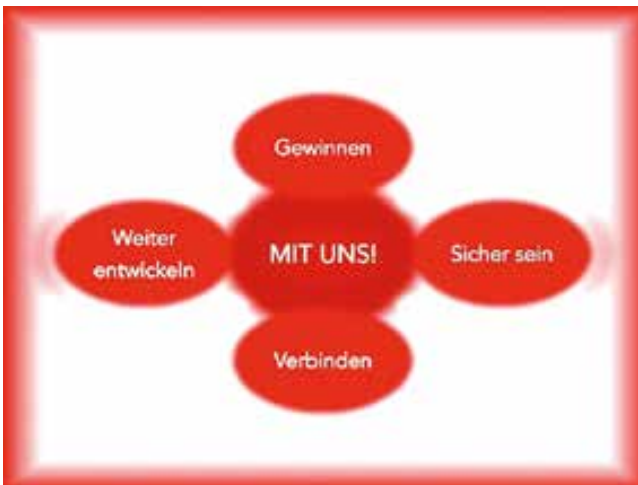 Gewinnen
Weiter
entwickeln
MIT UNS!
Sicher sein
Verbinden